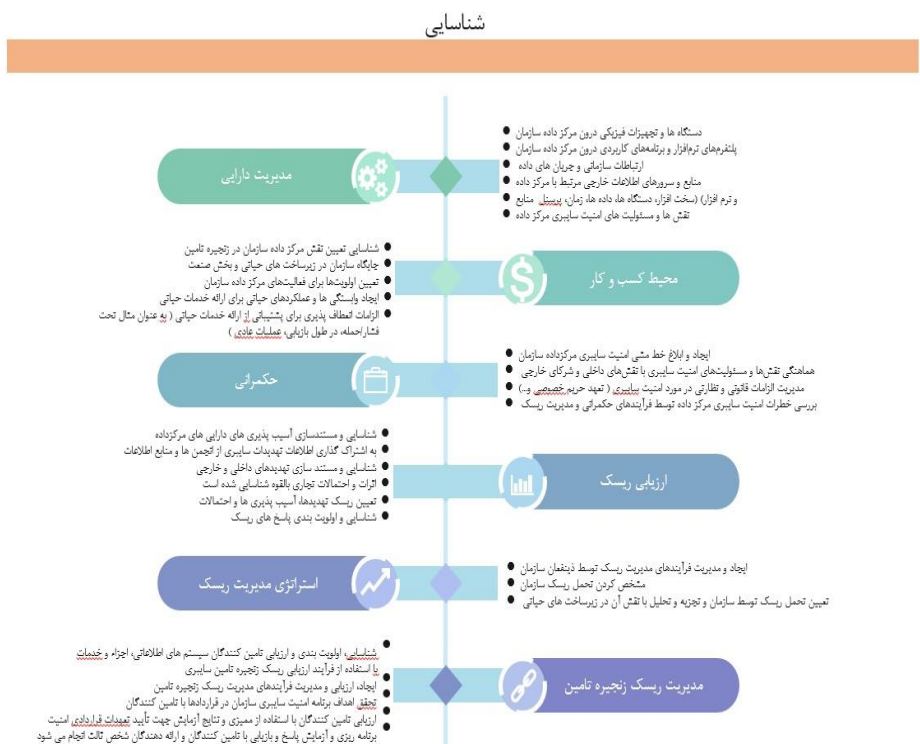 شناسایی
مدیریت دارایی
دستگاه ها و تجهیزات فیزیکی درون مرکز داده سازمان
پلتفرم‌های نرم‌افزار و برنامه‌های کاربردی درون مرکز داده سازمان
ارتباطات سازمانی و جریان های داده
منابع و سرورهای اطلاعات خارجی مرتبط با مرکز داده
و نرم افزار) (سخت افزار، دستگاه ها، داده ها، زمان، پرسنل منابع
نقش ها و مسئولیت های امنیت سایبری مرکز داده
محیط کسب و کار
شناسایی تعیین نقش مرکز داده سازمان در زنجیره تامین
جایگاه سازمان در زیرساخت های حیاتی و بخش صنعت
تعیین اولویت‌ها برای فعالیت‌های مرکز داده سازمان
ایجاد وابستگی ها و عملکردهای حیاتی برای ارائه خدمات حیاتی
الزامات انعطاف پذیری برای پشتیبانی از ارائه خدمات حیاتی ( به عنوان مثال تحت
فشار/حمله، در طول بازیابی، عملیات عادی )
حکمرانی
ایجاد و ابلاغ خط مشی امنیت سایبری مرکزداده سازمان
هماهنگی نقش‌ها و مسئولیت‌های امنیت سایبری با نقش‌های داخلی و شرکای خارجی
مدیریت الزامات قانونی و نظارتی در مورد امنیت سایبری ( تعهد حریم خصوصی و..)
بررسی خطرات امنیت سایبری مرکز داده توسط فرآیندهای حکمرانی و مدیریت ریسک
ارزیابی ریسک
شناسایی و مستندسازی آسیب پذیری های دارایی های مرکزداده
به اشتراک گذاری اطلاعات تهدیدات سایبری از انجمن ها و منابع اطلاعات
شناسایی و مستند سازی تهدیدهای داخلی و خارجی
اثرات و احتمالات تجاری بالقوه شناسایی شده است
تعیین ریسک تهدیدها، آسیب پذیری ها و احتمالات
شناسایی و اولویت بندی پاسخ های ریسک
استراتژی مدیریت ریسک
ایجاد و مدیریت فرآیندهای مدیریت ریسک توسط ذینفعان سازمان
مشخص کردن تحمل ریسک سازمان
تعیین تحمل ریسک توسط سازمان و تجزیه و تحلیل با نقش آن در زیرساخت های حیاتی
مدیریت ریسک زنجیره تامین
شناسایی، اولویت بندی و ارزیابی تامین کنندگان سیستم های اطلاعاتی، اجزاء و خدمات
با استفاده از فرآیند ارزیابی ریسک زنجیره تامین سایبری
ایجاد، ارزیابی و مدیریت فرآیندهای مدیریت ریسک زنجیره تامین
تحقق اهداف برنامه امنیت سایبری سازمان در قراردادها با تامین کنندگان
ارزیابی تامین کنندگان با استفاده از ممیزی و نتایج آزمایش جهت تأیید تعهدات قراردادی امنیت
برنامه ریزی و آزمایش پاسخ و بازیابی با تامین کنندگان و ارائه دهندگان شخص ثالث انجام می شود